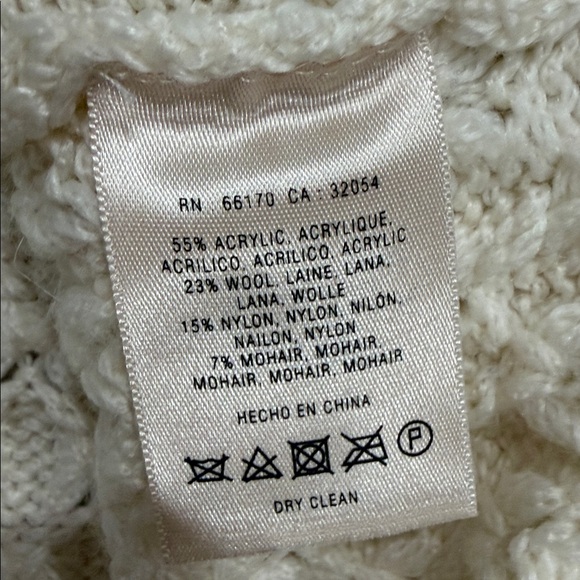 RN 66170 CA : 32054
55% ACRYLIC, ACRYLIQUE,
ACRILICO, ACRILICO, ACRYLIC
23% WOOL, LAINE, LANA,
LANA, WOLLE
15% NYLON, NYLON, NILÓN,
NAILON, NYLON
7% MOHAIR, MOHAIR,
MOHAIR, MOHAIR, MOHAIR
HECHO EN CHINA
P
DRY CLEAN